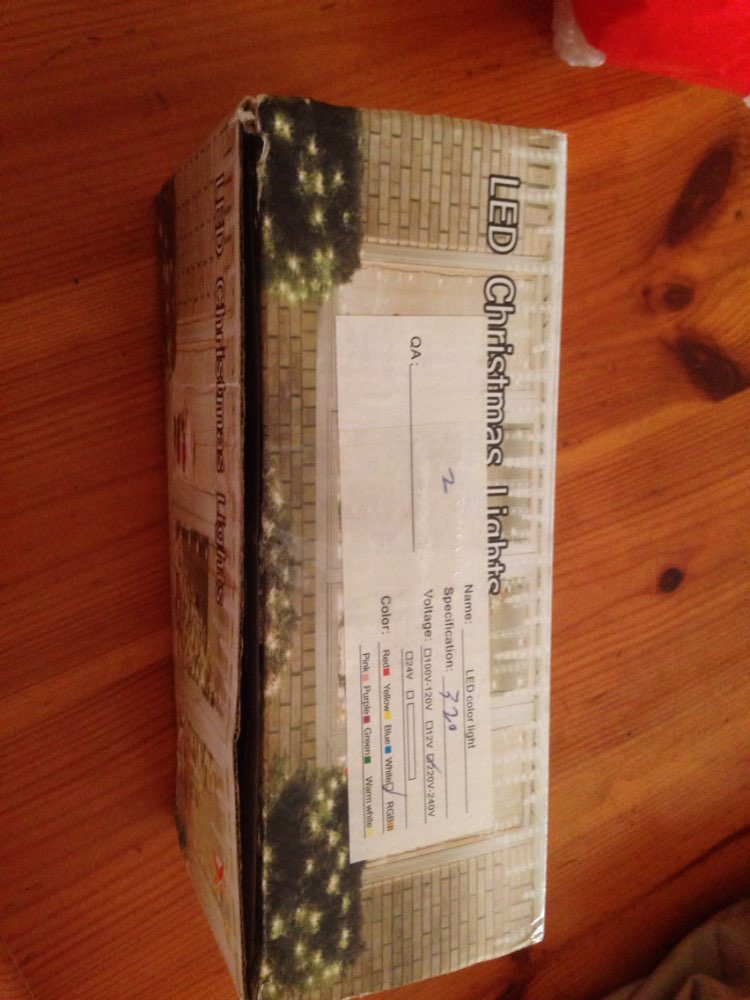 LED Christmas Lights
Name: LED color light
Specification: 320
Voltage: □100V-120V □12V ☑220V-240V
□24V □
Color: Red Yellow Blue White RGB
Pink Purple Green Warm white
2
QA:
LED Christmas Lights